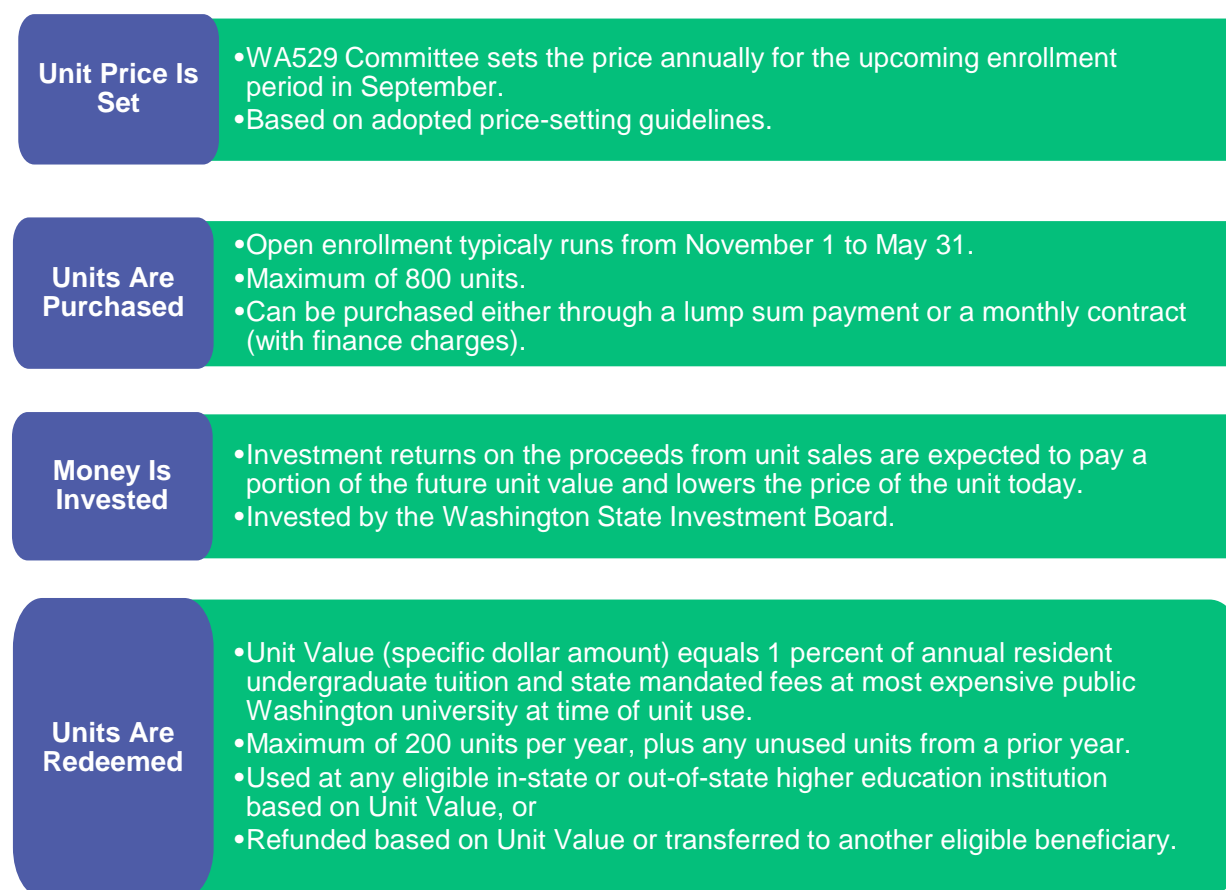 Unit Price Is
Set
•WA529 Committee sets the price annually for the upcoming enrollment
period in September.
•Based on adopted price-setting guidelines.
Units Are
Purchased
•Open enrollment typicaly runs from November 1 to May 31.
•Maximum of 800 units.
•Can be purchased either through a lump sum payment or a monthly contract
(with finance charges).
Money Is
Invested
•Investment returns on the proceeds from unit sales are expected to pay a
portion of the future unit value and lowers the price of the unit today.
•Invested by the Washington State Investment Board.
Units Are
Redeemed
•Unit Value (specific dollar amount) equals 1 percent of annual resident
undergraduate tuition and state mandated fees at most expensive public
Washington university at time of unit use.
•Maximum of 200 units per year, plus any unused units from a prior year.
•Used at any eligible in-state or out-of-state higher education institution
based on Unit Value, or
•Refunded based on Unit Value or transferred to another eligible beneficiary.